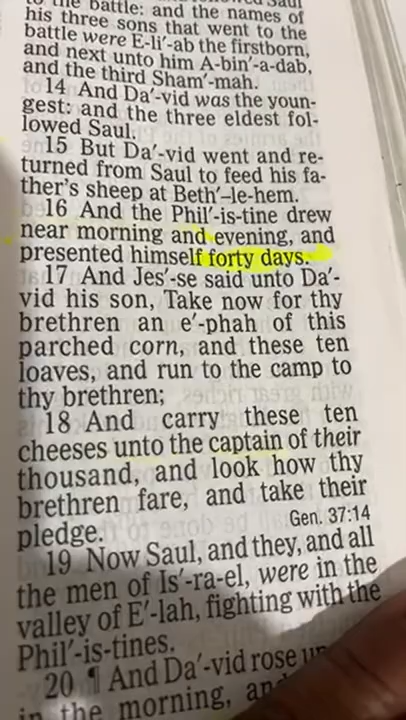 to the battle: and the names of
his three sons that went to the
battle were E-li′-ab the firstborn,
and next unto him A-bin′-a-dab,
and the third Sham′-mah.
14 And Da′-vid was the youn-
gest: and the three eldest fol-
lowed Saul.
15 But Da′-vid went and re-
turned from Saul to feed his fa-
ther's sheep at Beth′–le-hem.
16 And the Phil′-is-tine drew
near morning and evening, and
presented himself forty days.
17 And Jes′-se said unto Da′-
vid his son, Take now for thy
brethren an e′-phah of this
parched corn, and these ten
loaves, and run to the camp to
thy brethren;
18 And carry these ten
cheeses unto the captain of their
thousand, and look how thy
brethren fare, and take their
pledge. Gen. 37:14
19 Now Saul, and they, and all
the men of Is′-ra-el, were in the
valley of E′-lah, fighting with the
Phil′-is-tines.
20 ¶ And Da′-vid rose up
in the morning, and